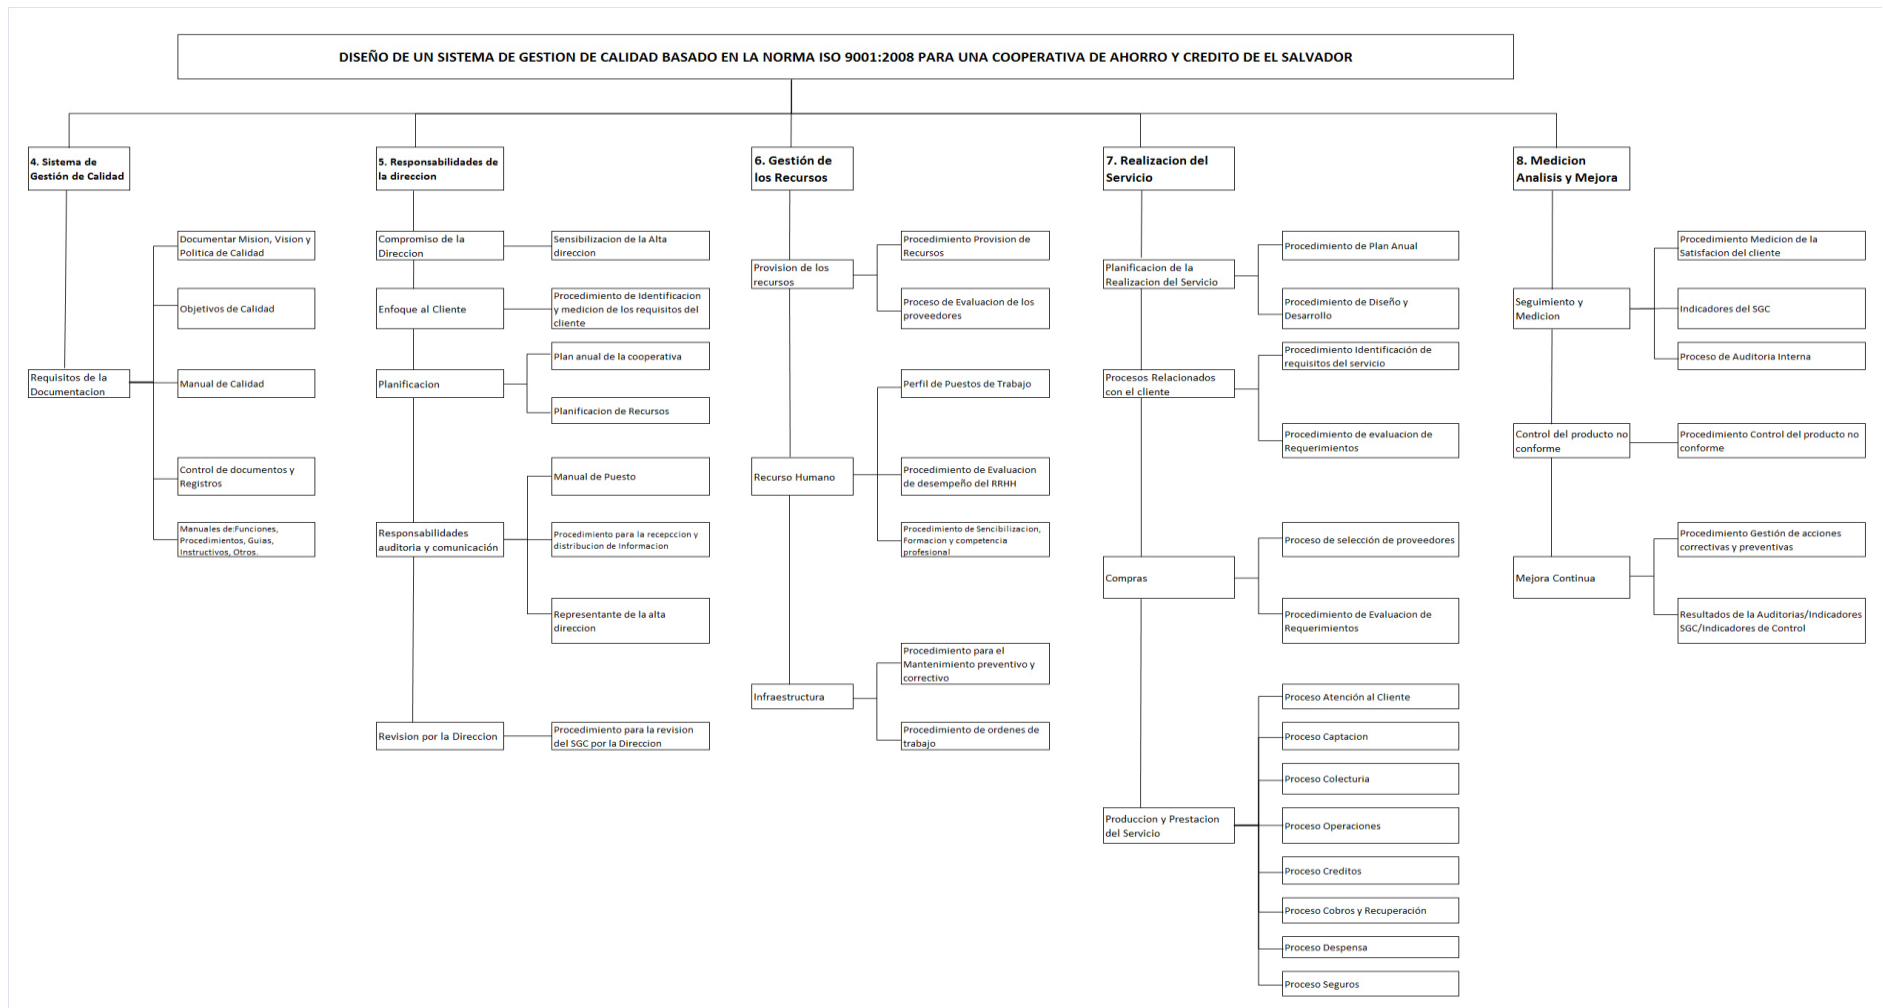 DISEÑO DE UN SISTEMA DE GESTION DE CALIDAD BASADO EN LA NORMA ISO 9001:2008 PARA UNA COOPERATIVA DE AHORRO Y CREDITO DE EL SALVADOR
4. Sistema de
Gestión de Calidad
Requisitos de la
Documentacion
Documentar Mision, Vision y
Politica de Calidad
Objetivos de Calidad
Manual de Calidad
Control de documentos y
Registros
Manuales de:Funciones,
Procedimientos, Guias,
Instructivos, Otros.
5. Responsabilidades de
la direccion
Compromiso de la
Direccion
Sensibilizacion de la Alta
direccion
Enfoque al Cliente
Procedimiento de Identificacion
y medicion de los requisitos del
cliente
Planificacion
Plan anual de la cooperativa
Planificacion de Recursos
Responsabilidades
auditoria y comunicación
Manual de Puesto
Procedimiento para la recepccion y
distribucion de Informacion
Representante de la alta
direccion
Revision por la Direccion
Procedimiento para la revision
del SGC por la Direccion
6. Gestión de
los Recursos
Provision de los
recursos
Procedimiento Provision de
Recursos
Proceso de Evaluacion de los
proveedores
Recurso Humano
Perfil de Puestos de Trabajo
Procedimiento de Evaluacion
de desempeño del RRHH
Procedimiento de Sencibilizacion,
Formacion y competencia
profesional
Infraestructura
Procedimiento para el
Mantenimiento preventivo y
correctivo
Procedimiento de ordenes de
trabajo
7. Realizacion del
Servicio
Planificacion de la
Realizacion del Servicio
Procedimiento de Plan Anual
Procedimiento de Diseño y
Desarrollo
Procesos Relacionados
con el cliente
Procedimiento Identificación de
requisitos del servicio
Procedimiento de evaluacion de
Requerimientos
Compras
Proceso de selección de proveedores
Procedimiento de Evaluacion de
Requerimientos
Produccion y Prestacion
del Servicio
Proceso Atención al Cliente
Proceso Captacion
Proceso Colecturia
Proceso Operaciones
Proceso Creditos
Proceso Cobros y Recuperación
Proceso Despensa
Proceso Seguros
8. Medicion
Analisis y Mejora
Seguimiento y
Medicion
Procedimiento Medicion de la
Satisfacion del cliente
Indicadores del SGC
Proceso de Auditoria Interna
Control del producto no
conforme
Procedimiento Control del producto no
conforme
Mejora Continua
Procedimiento Gestión de acciones
correctivas y preventivas
Resultados de la Auditorias/Indicadores
SGC/Indicadores de Control